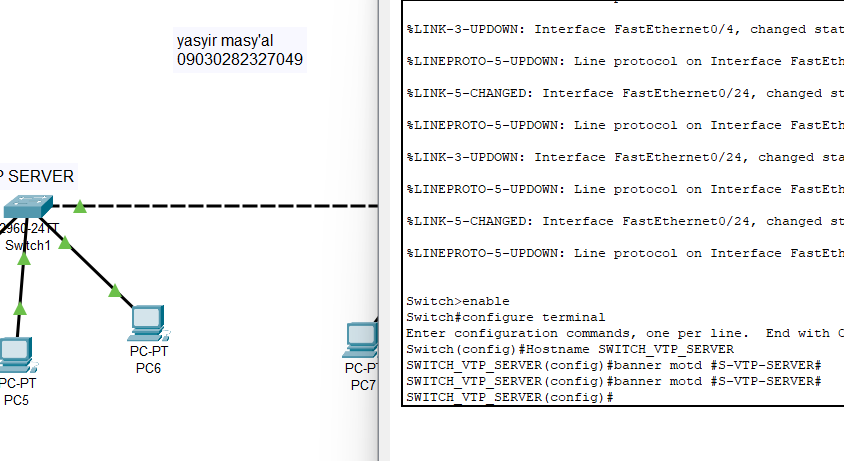 yasyir masy'al
09030282327049
P SERVER
2960-24TT
Switch1
PC-PT
PC6
PC-PT
PC5
PC-PT
PC7
%LINK-3-UPDOWN: Interface FastEthernet0/4, changed stat
%LINEPROTO-5-UPDOWN: Line protocol on Interface FastEth
%LINK-5-CHANGED: Interface FastEthernet0/24, changed st
%LINEPROTO-5-UPDOWN: Line protocol on Interface FastEth
%LINK-3-UPDOWN: Interface FastEthernet0/24, changed sta
%LINEPROTO-5-UPDOWN: Line protocol on Interface FastEth
%LINK-5-CHANGED: Interface FastEthernet0/24, changed st
%LINEPROTO-5-UPDOWN: Line protocol on Interface FastEth
Switch>enable
Switch#configure terminal
Enter configuration commands, one per line.  End with C
Switch(config)#Hostname SWITCH_VTP_SERVER
SWITCH_VTP_SERVER(config)#banner motd #S-VTP-SERVER#
SWITCH_VTP_SERVER(config)#banner motd #S-VTP-SERVER#
SWITCH_VTP_SERVER(config)#